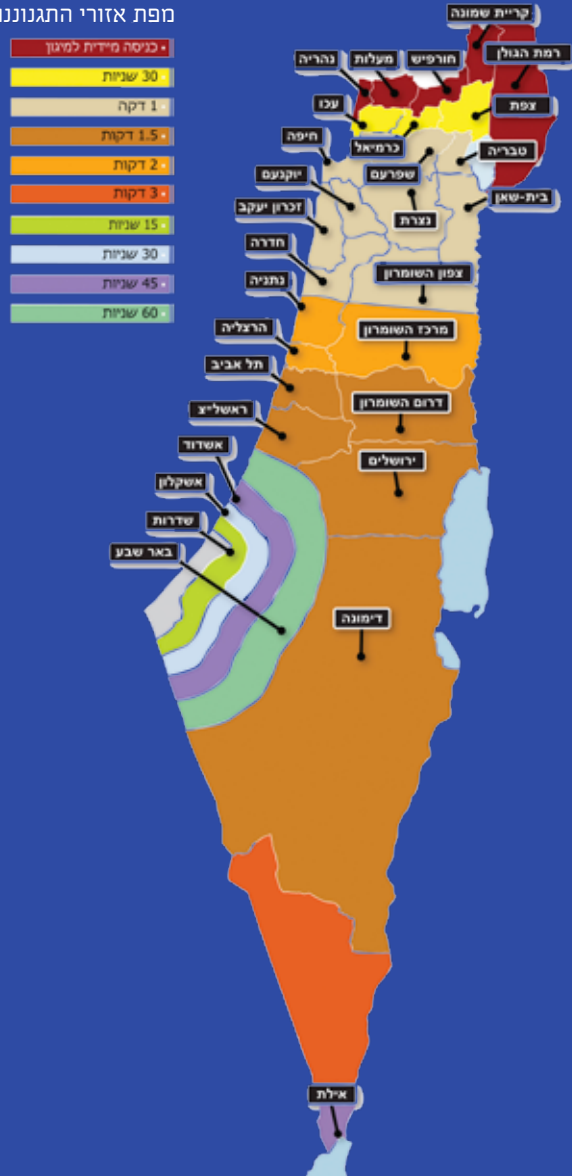 מפת אזורי התגוננו
• כניסה מיידית למיגון
• 30 שניות
• 1 דקה
• 1.5 דקות
• 2 דקות
• 3 דקות
• 15 שניות
• 30 שניות
• 45 שניות
• 60 שניות
קריית שמונה
רמת הגולן
חורפיש
מעלות
נהריה
צפת
עכו
כרמיאל
טבריה
חיפה
שפרעם
יוקנעם
בית-שאן
נצרת
זכרון יעקב
חדרה
צפון השומרון
נתניה
הרצליה
מרכז השומרון
תל אביב
דרום השומרון
ראשל״צ
אשדוד
ירושלים
אשקלון
שדרות
באר שבע
דימונה
אילת